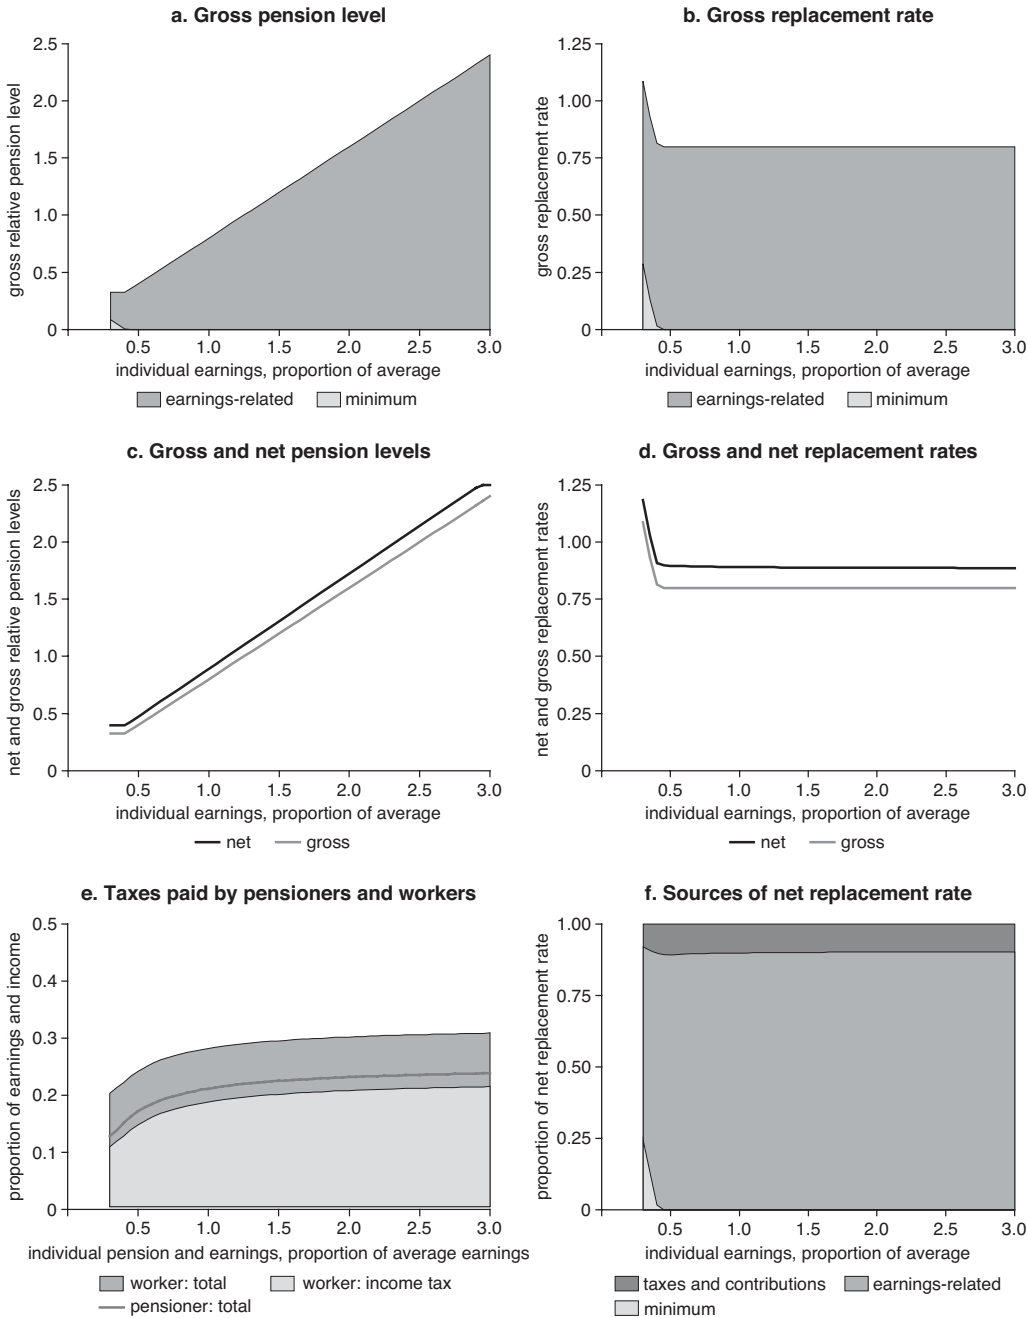 a. Gross pension level
gross relative pension level
2.5
2.0
1.5
1.0
0.5
0
0.5 1.0 1.5 2.0 2.5 3.0
individual earnings, proportion of average
earnings-related minimum
b. Gross replacement rate
gross replacement rate
1.25
1.00
0.75
0.50
0.25
0
0.5 1.0 1.5 2.0 2.5 3.0
individual earnings, proportion of average
earnings-related minimum
c. Gross and net pension levels
net and gross relative pension levels
2.5
2.0
1.5
1.0
0.5
0
0.5 1.0 1.5 2.0 2.5 3.0
individual earnings, proportion of average
net gross
d. Gross and net replacement rates
net and gross replacement rates
1.25
1.00
0.75
0.50
0.25
0
0.5 1.0 1.5 2.0 2.5 3.0
individual earnings, proportion of average
net gross
e. Taxes paid by pensioners and workers
proportion of earnings and income
0.5
0.4
0.3
0.2
0.1
0
0.5 1.0 1.5 2.0 2.5 3.0
individual pension and earnings, proportion of average earnings
worker: total worker: income tax
pensioner: total
f. Sources of net replacement rate
proportion of net replacement rate
1.00
0.75
0.50
0.25
0
0.5 1.0 1.5 2.0 2.5 3.0
individual earnings, proportion of average
taxes and contributions earnings-related
minimum